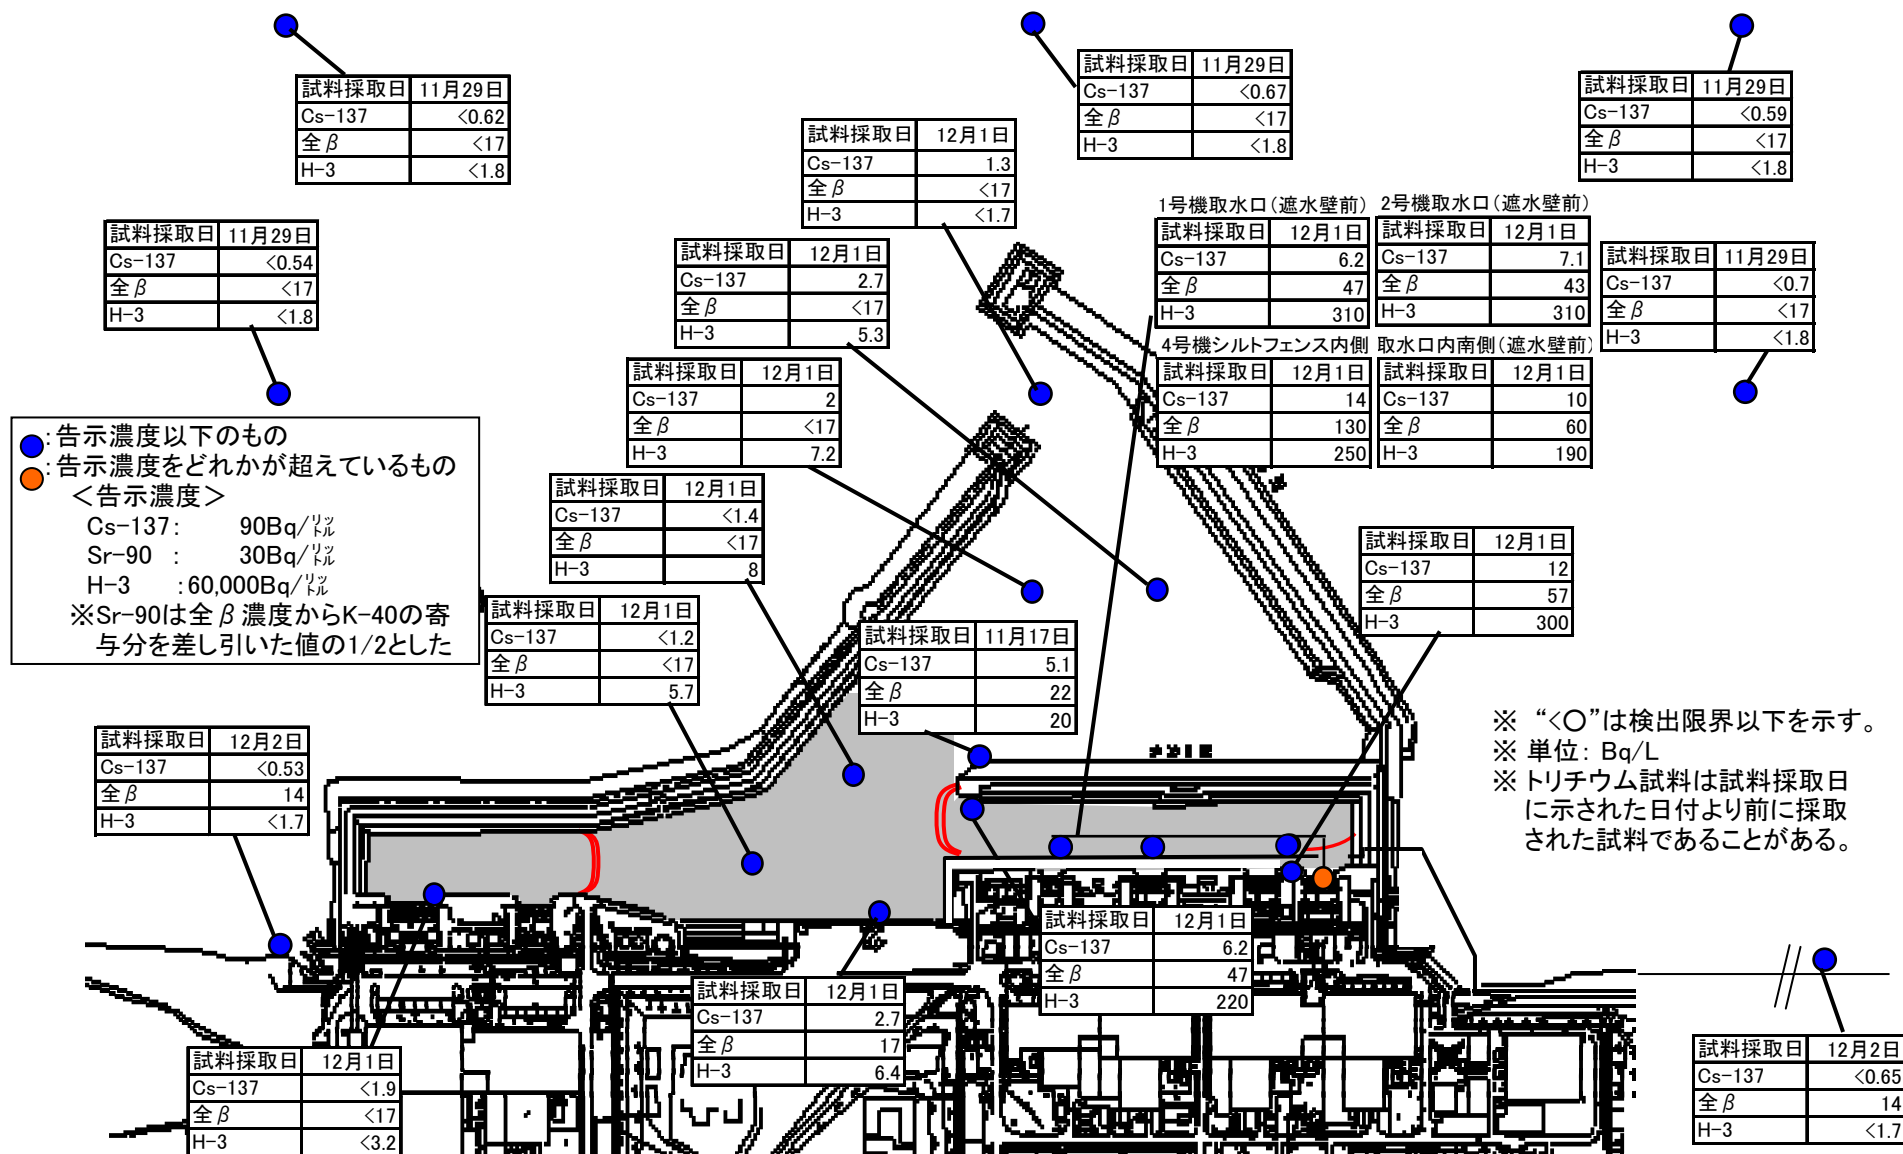 試料採取日 11月29日
Cs-137 <0.62
全β <17
H-3 <1.8
試料採取日 11月29日
Cs-137 <0.67
全β <17
H-3 <1.8
試料採取日 11月29日
Cs-137 <0.59
全β <17
H-3 <1.8
試料採取日 12月1日
Cs-137 1.3
全β <17
H-3 <1.7
試料採取日 11月29日
Cs-137 <0.54
全β <17
H-3 <1.8
試料採取日 12月1日
Cs-137 2.7
全β <17
H-3 5.3
1号機取水口(遮水壁前)
試料採取日 12月1日
Cs-137 6.2
全β 47
H-3 310
2号機取水口(遮水壁前)
試料採取日 12月1日
Cs-137 7.1
全β 43
H-3 310
試料採取日 11月29日
Cs-137 <0.7
全β <17
H-3 <1.8
4号機シルトフェンス内側
試料採取日 12月1日
Cs-137 14
全β 130
H-3 250
取水口内南側(遮水壁前)
試料採取日 12月1日
Cs-137 10
全β 60
H-3 190
試料採取日 12月1日
Cs-137 2
全β <17
H-3 7.2
:告示濃度以下のもの
:告示濃度をどれかが超えているもの
<告示濃度>
Cs-137: 90Bq/㍑
Sr-90 : 30Bq/㍑
H-3 :60,000Bq/㍑
※Sr-90は全β濃度からK-40の寄
与分を差し引いた値の1/2とした
試料採取日 12月1日
Cs-137 <1.4
全β <17
H-3 8
試料採取日 12月1日
Cs-137 12
全β 57
H-3 300
試料採取日 12月1日
Cs-137 <1.2
全β <17
H-3 5.7
試料採取日 11月17日
Cs-137 5.1
全β 22
H-3 20
※ “<○”は検出限界以下を示す。
※ 単位: Bq/L
※ トリチウム試料は試料採取日
に示された日付より前に採取
された試料であることがある。
試料採取日 12月2日
Cs-137 <0.53
全β 14
H-3 <1.7
試料採取日 12月1日
Cs-137 6.2
全β 47
H-3 220
試料採取日 12月1日
Cs-137 2.7
全β 17
H-3 6.4
試料採取日 12月1日
Cs-137 <1.9
全β <17
H-3 <3.2
試料採取日 12月2日
Cs-137 <0.65
全β 14
H-3 <1.7